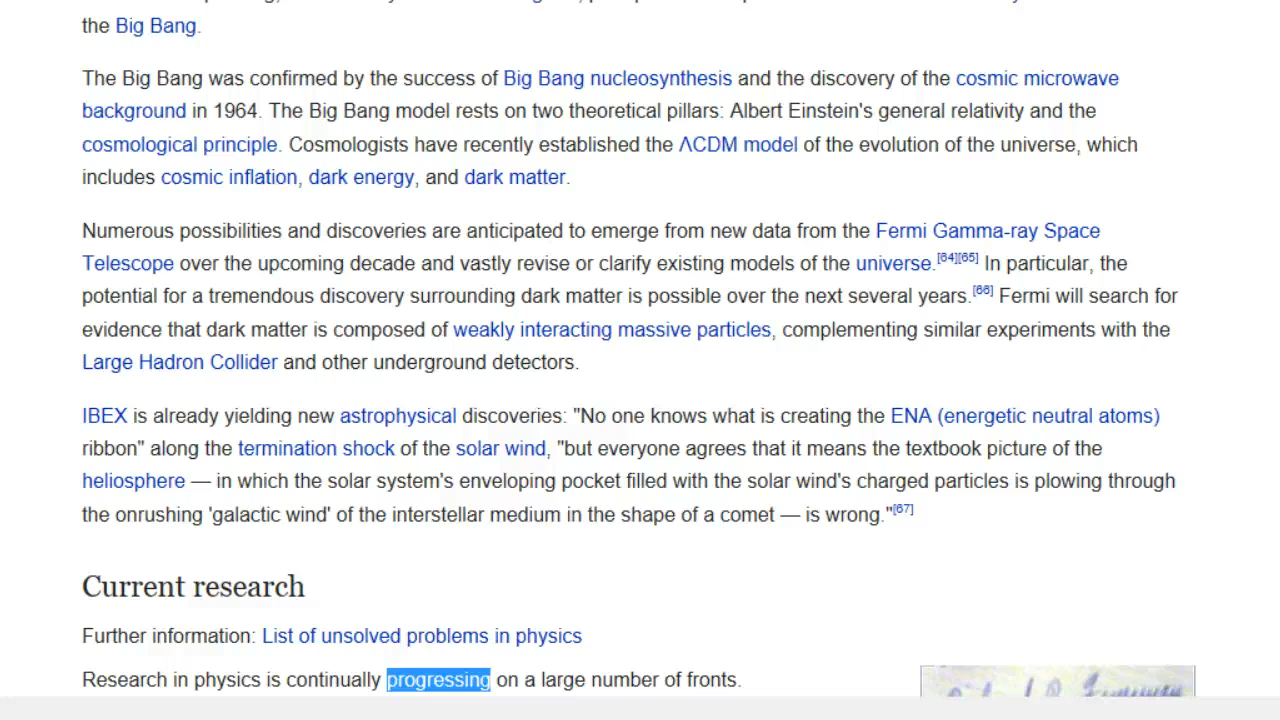 the Big Bang.
The Big Bang was confirmed by the success of Big Bang nucleosynthesis and the discovery of the cosmic microwave
background in 1964. The Big Bang model rests on two theoretical pillars: Albert Einstein's general relativity and the
cosmological principle. Cosmologists have recently established the ΛCDM model of the evolution of the universe, which
includes cosmic inflation, dark energy, and dark matter.
Numerous possibilities and discoveries are anticipated to emerge from new data from the Fermi Gamma-ray Space
Telescope over the upcoming decade and vastly revise or clarify existing models of the universe.[64][65] In particular, the
potential for a tremendous discovery surrounding dark matter is possible over the next several years.[66] Fermi will search for
evidence that dark matter is composed of weakly interacting massive particles, complementing similar experiments with the
Large Hadron Collider and other underground detectors.
IBEX is already yielding new astrophysical discoveries: "No one knows what is creating the ENA (energetic neutral atoms)
ribbon" along the termination shock of the solar wind, "but everyone agrees that it means the textbook picture of the
heliosphere — in which the solar system's enveloping pocket filled with the solar wind's charged particles is plowing through
the onrushing 'galactic wind' of the interstellar medium in the shape of a comet — is wrong."[67]
Current research
Further information: List of unsolved problems in physics
Research in physics is continually progressing on a large number of fronts.